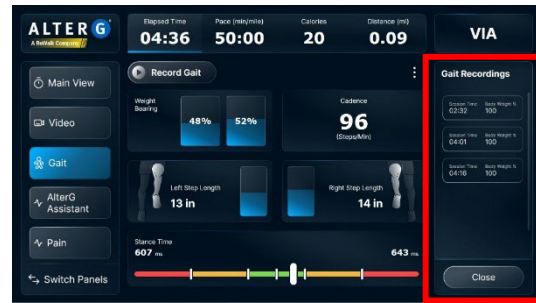 ALTER G
A ReWalk Company
Elapsed Time
04:36
Pace (min/mile)
50:00
Calories
20
Distance (mi)
0.09
VIA
Main View
Video
Gait
AlterG
Assistant
Pain
Switch Panels
Record Gait
Weight
Bearing
48%
52%
Cadence
96
(Steps/Min)
Left Step Length
13 in
Right Step Length
14 in
Stance Time
607 ms
643 ms
Gait Recordings
Session Time Body Weight %
02:32 100
Session Time Body Weight %
04:01 100
Session Time Body Weight %
04:16 100
Close